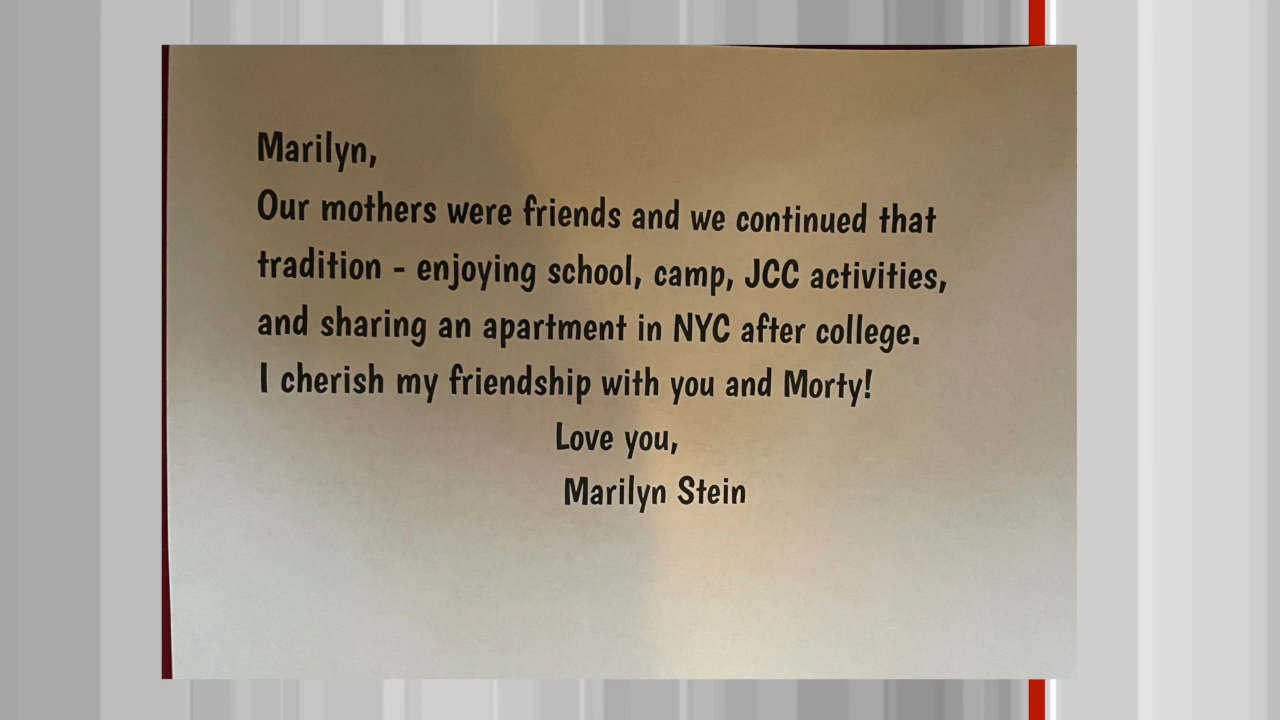 Marilyn,
Our mothers were friends and we continued that
tradition - enjoying school, camp, JCC activities,
and sharing an apartment in NYC after college.
I cherish my friendship with you and Morty!
Love you,
Marilyn Stein